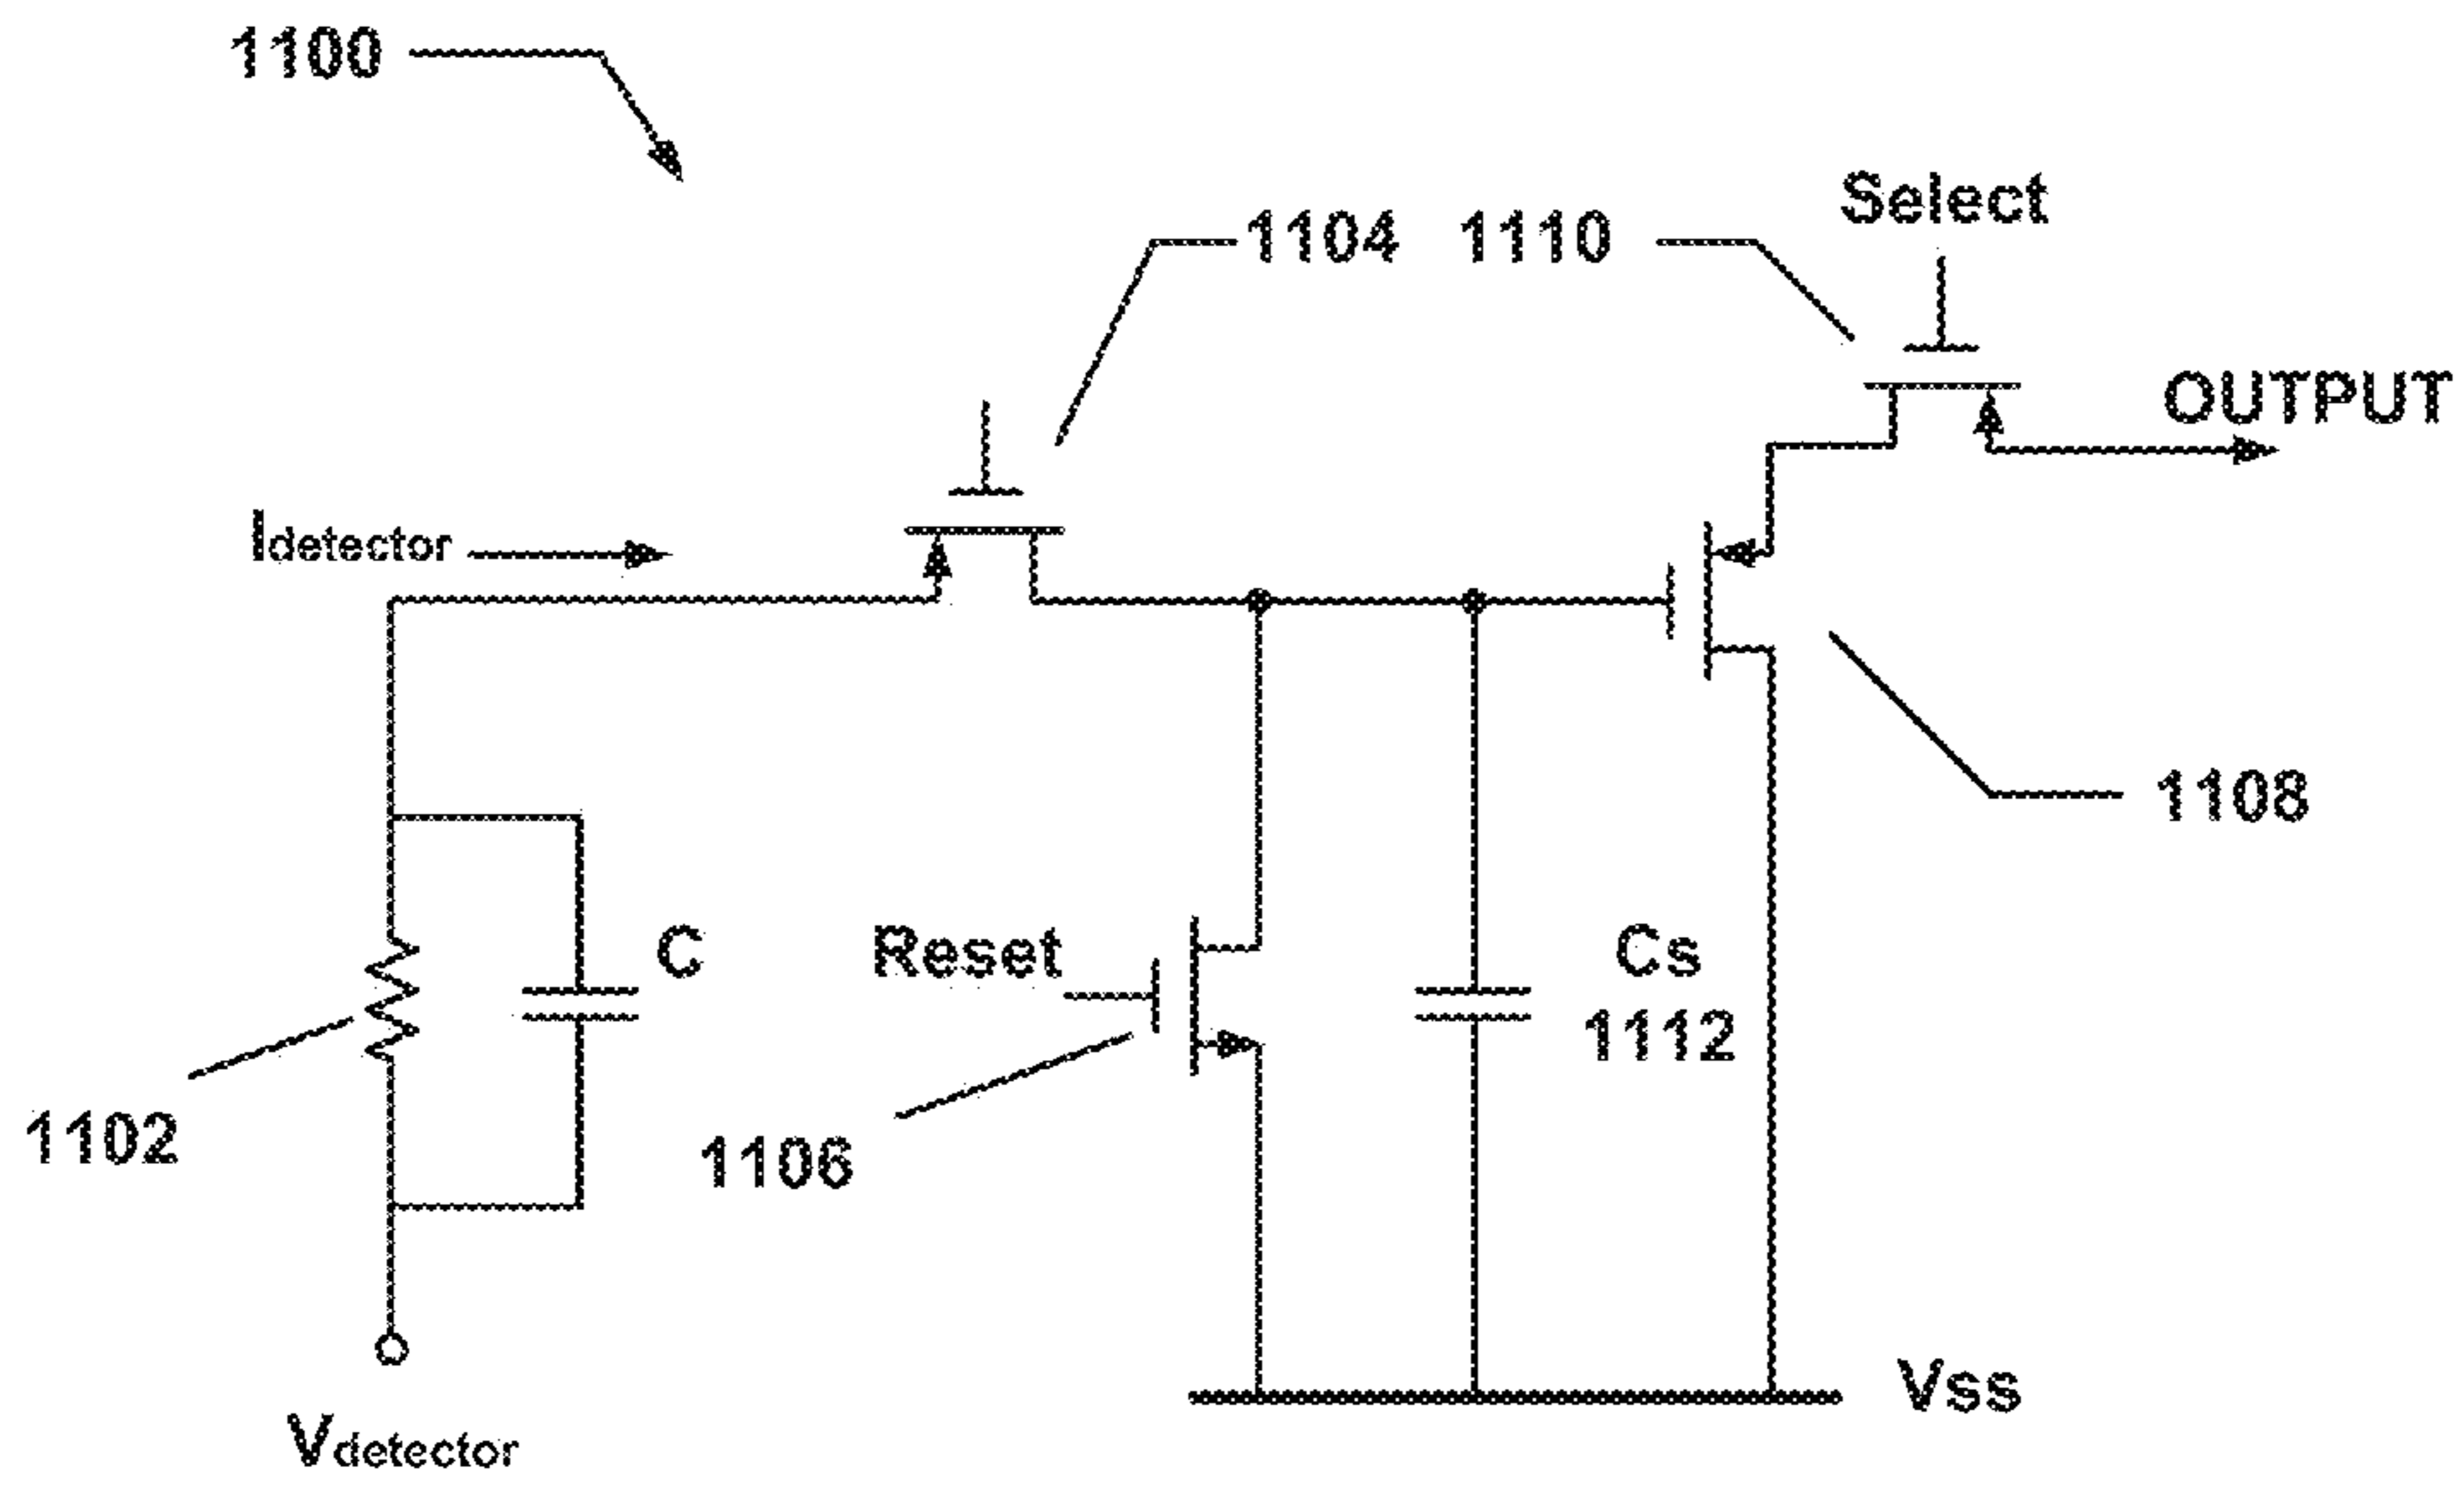 1100
Select
1104 1110
OUTPUT
Idetector
1108
C
Reset
Cs
1112
1102
1106
Vss
Vdetector